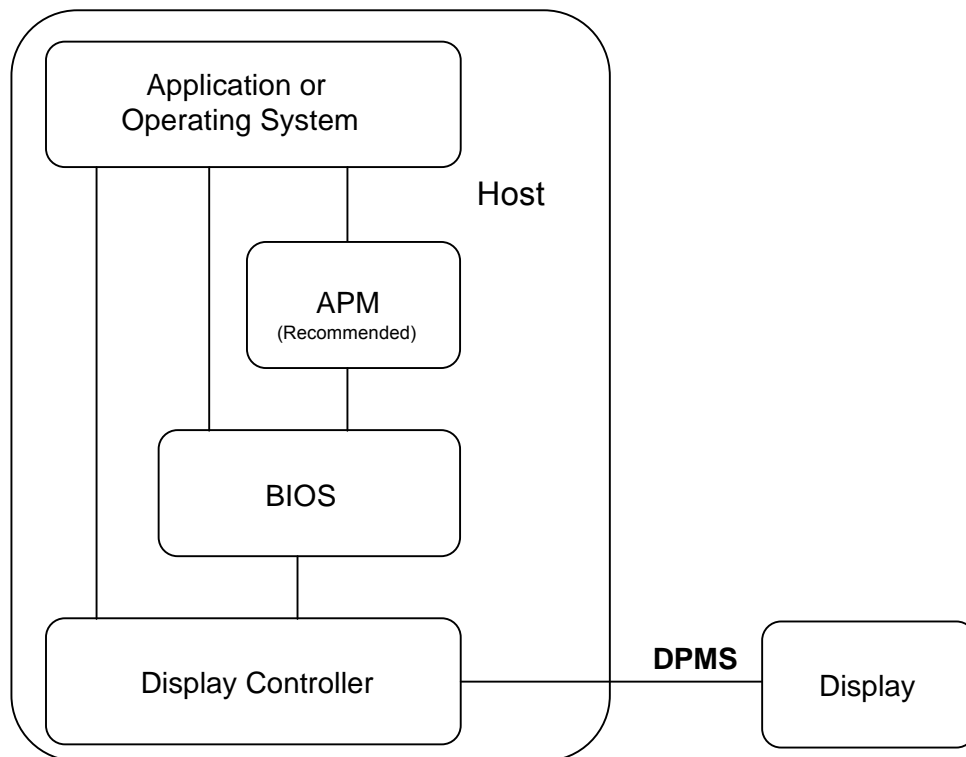 Application or
Operating System
Host
APM
(Recommended)
BIOS
Display Controller
DPMS
Display